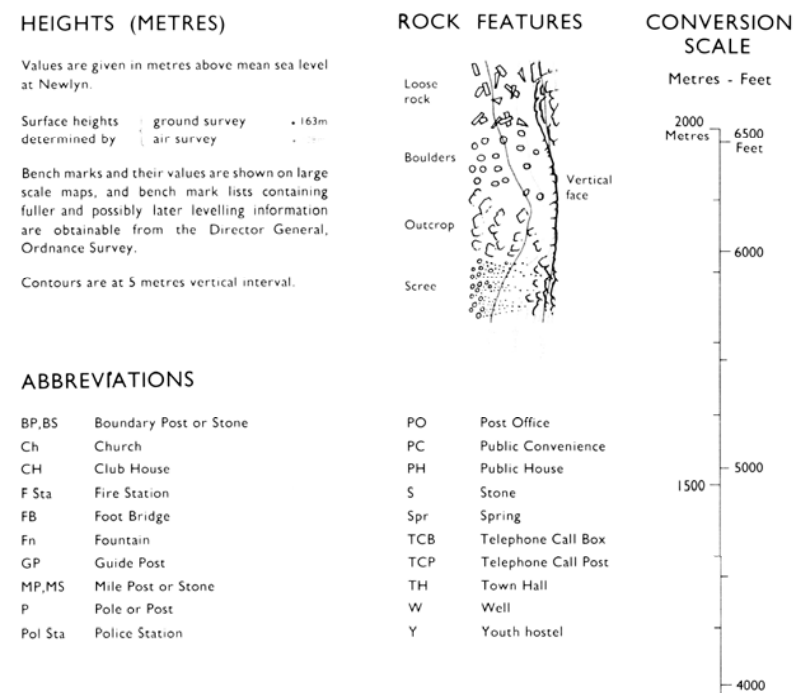 HEIGHTS (METRES)
Values are given in metres above mean sea level
at Newlyn.
Surface heights
determined by
ground survey
air survey
. 163m
Bench marks and their values are shown on large
scale maps, and bench mark lists containing
fuller and possibly later levelling information
are obtainable from the Director General,
Ordnance Survey.
Contours are at 5 metres vertical interval.
ROCK FEATURES
Loose
rock
Boulders
Outcrop
Scree
Vertical
face
CONVERSION
SCALE
Metres - Feet
2000
Metres
6500
Feet
6000
5000
1500
4000
ABBREVIATIONS
BP,BS Boundary Post or Stone
Ch Church
CH Club House
F Sta Fire Station
FB Foot Bridge
Fn Fountain
GP Guide Post
MP,MS Mile Post or Stone
P Pole or Post
Pol Sta Police Station
PO Post Office
PC Public Convenience
PH Public House
S Stone
Spr Spring
TCB Telephone Call Box
TCP Telephone Call Post
TH Town Hall
W Well
Y Youth hostel